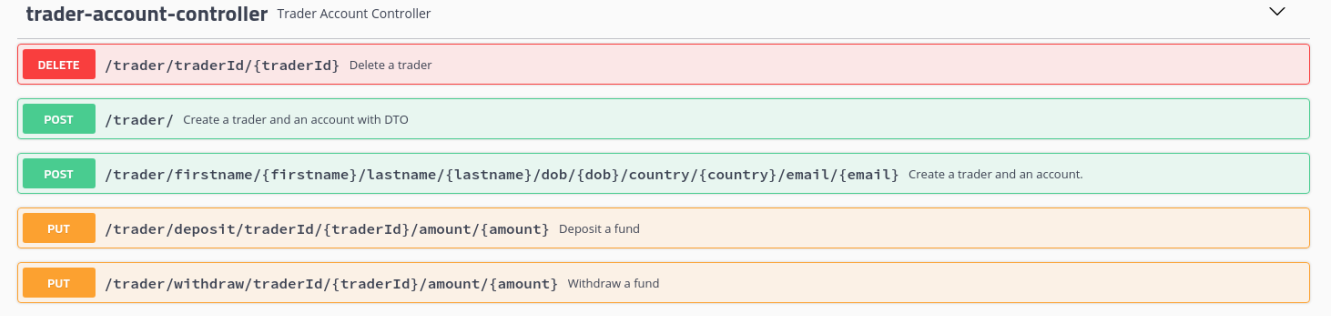 trader-account-controller Trader Account Controller
DELETE /trader/traderId/{traderId} Delete a trader
POST /trader/ Create a trader and an account with DTO
POST /trader/firstname/{firstname}/lastname/{lastname}/dob/{dob}/country/{country}/email/{email} Create a trader and an account.
PUT /trader/deposit/traderId/{traderId}/amount/{amount} Deposit a fund
PUT /trader/withdraw/traderId/{traderId}/amount/{amount} Withdraw a fund